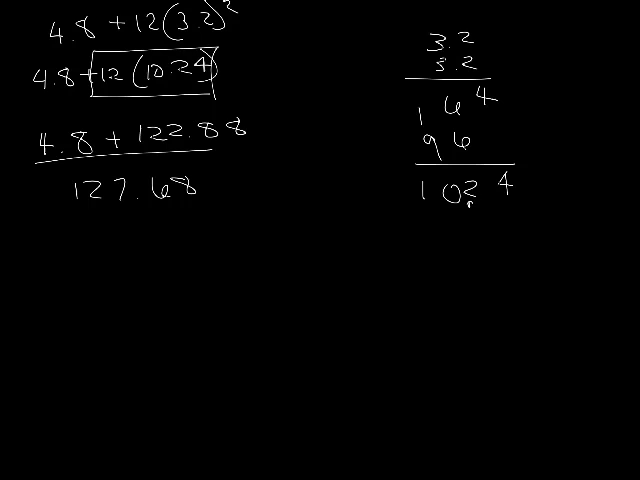 4.8 + 12(3.2)²
4.8 + 12(10.24)
4.8 + 122.88
127.68
3.2
3.2
1 6 4
9 6
1 0 2 4